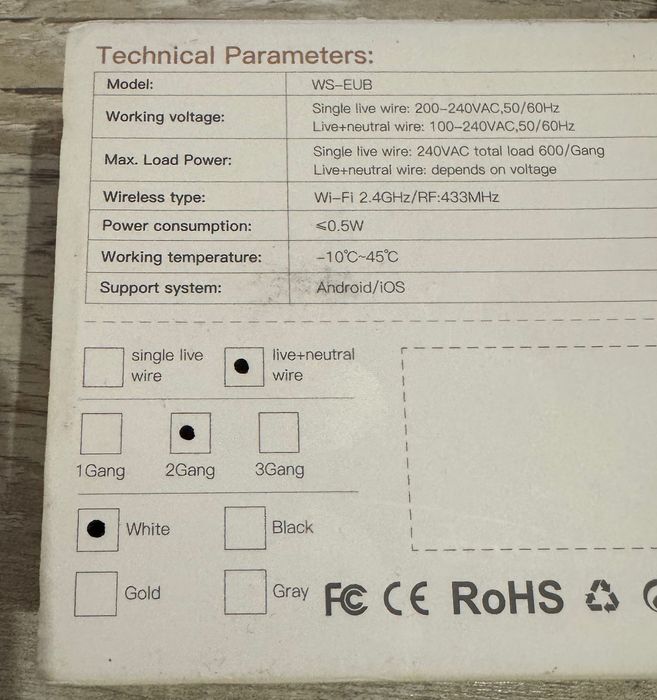 Technical Parameters:
Model: WS-EUB
Working voltage: Single live wire: 200-240VAC,50/60Hz
Live+neutral wire: 100-240VAC,50/60Hz
Max. Load Power: Single live wire: 240VAC total load 600/Gang
Live+neutral wire: depends on voltage
Wireless type: Wi-Fi 2.4GHz/RF:433MHz
Power consumption: ≤0.5W
Working temperature: -10℃~45℃
Support system: Android/iOS
single live wire
live+neutral wire
1Gang 2Gang 3Gang
White Black
Gold Gray
FC CE RoHS